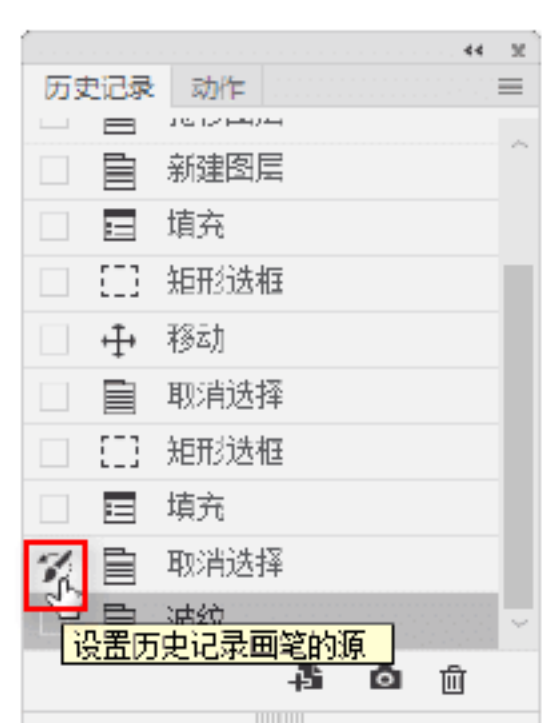 历史记录 动作
新建图层
填充
矩形选框
移动
取消选择
矩形选框
填充
取消选择
波纹
设置历史记录画笔的源